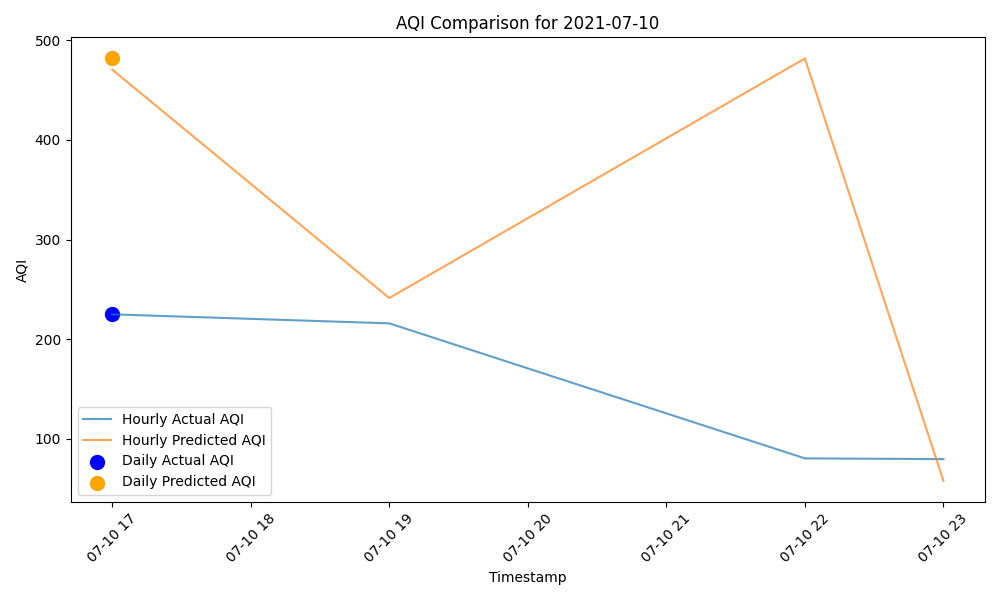 AQI Comparison for 2021-07-10
500
400
300
200
100
AQI
Hourly Actual AQI
Hourly Predicted AQI
Daily Actual AQI
Daily Predicted AQI
07-10 17
07-10 18
07-10 19
07-10 20
07-10 21
07-10 22
07-10 23
Timestamp